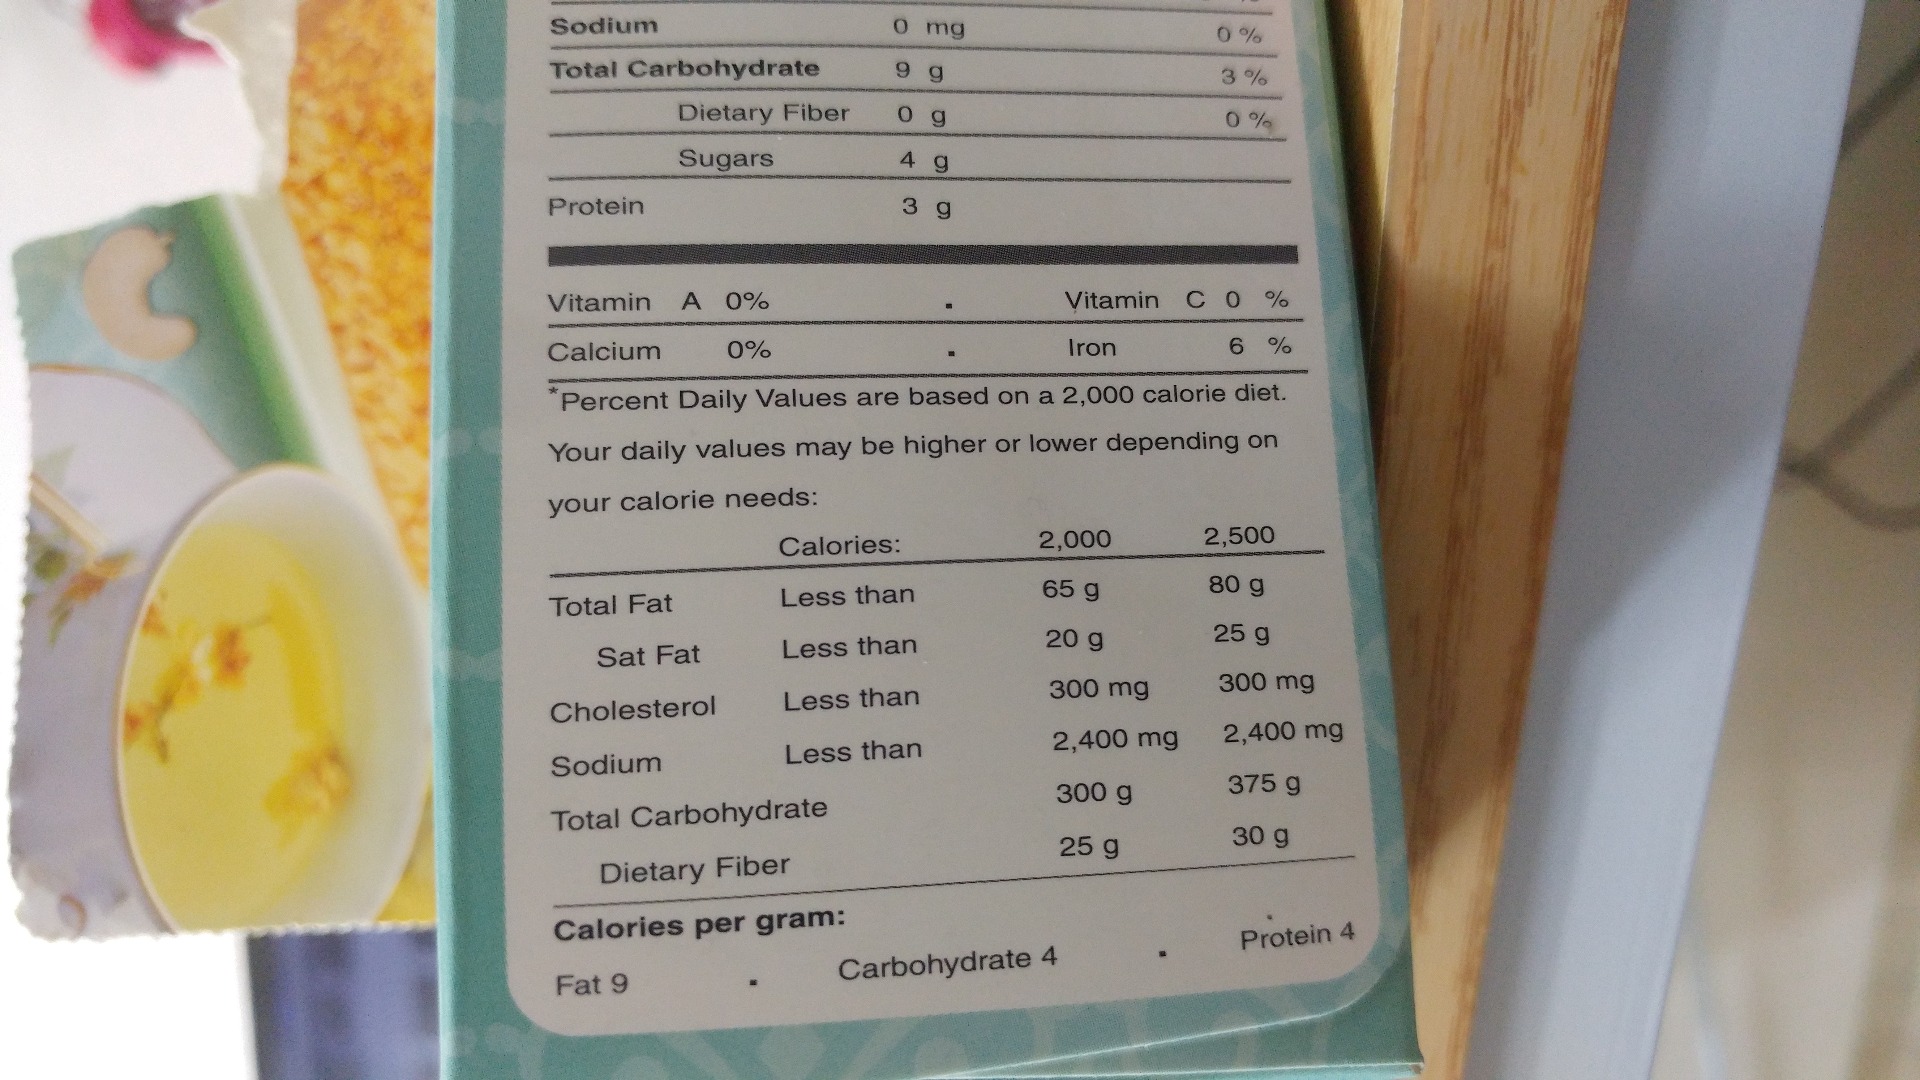 Sodium 0 mg 0 %
Total Carbohydrate 9 g 3 %
Dietary Fiber 0 g 0 %
Sugars 4 g
Protein 3 g
Vitamin A 0% · Vitamin C 0 %
Calcium 0% · Iron 6 %
*Percent Daily Values are based on a 2,000 calorie diet.
Your daily values may be higher or lower depending on
your calorie needs:
Calories: 2,000 2,500
Total Fat Less than 65 g 80 g
Sat Fat Less than 20 g 25 g
Cholesterol Less than 300 mg 300 mg
Sodium Less than 2,400 mg 2,400 mg
Total Carbohydrate 300 g 375 g
Dietary Fiber 25 g 30 g
Calories per gram:
Fat 9 · Carbohydrate 4 · Protein 4